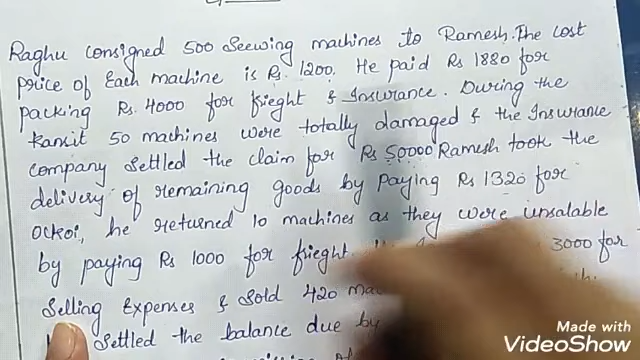 Raghu consigned 500 Seewing machines to Ramesh. The cost
price of Each machine is Rs. 1200. He paid Rs 1880 for
packing Rs. 4000 for frieght & Insurance. During the
transit 50 machines were totally damaged & the Insurance
company settled the claim for Rs 50000 Ramesh took the
delivery of remaining goods by paying Rs 1320 for
Ockoi, he returned 10 machines as they were unsalable
by paying Rs 1000 for frieght. 3000 for
Selling Expenses & Sold 420
Settled the balance due by
Made with
VideoShow